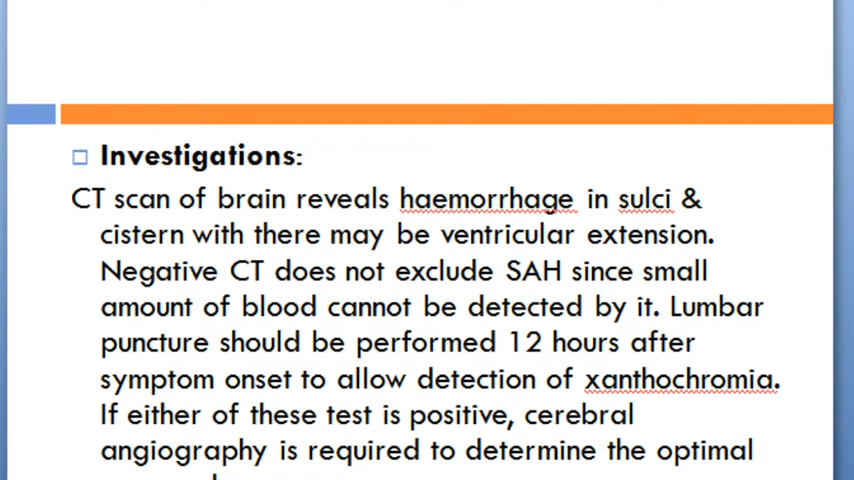 Investigations:
CT scan of brain reveals haemorrhage in sulci &
cistern with there may be ventricular extension.
Negative CT does not exclude SAH since small
amount of blood cannot be detected by it. Lumbar
puncture should be performed 12 hours after
symptom onset to allow detection of xanthochromia.
If either of these test is positive, cerebral
angiography is required to determine the optimal